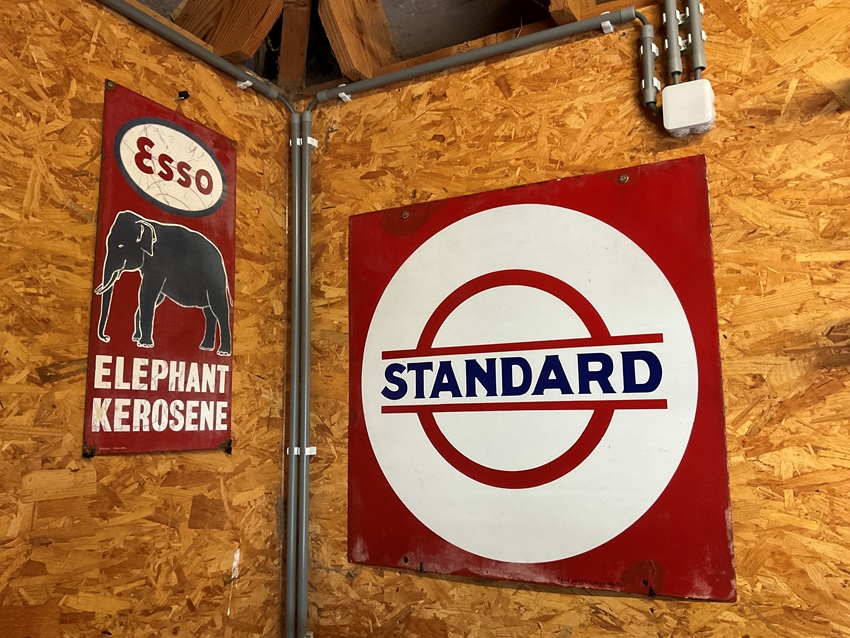 Esso
ELEPHANT
KEROSENE
STANDARD